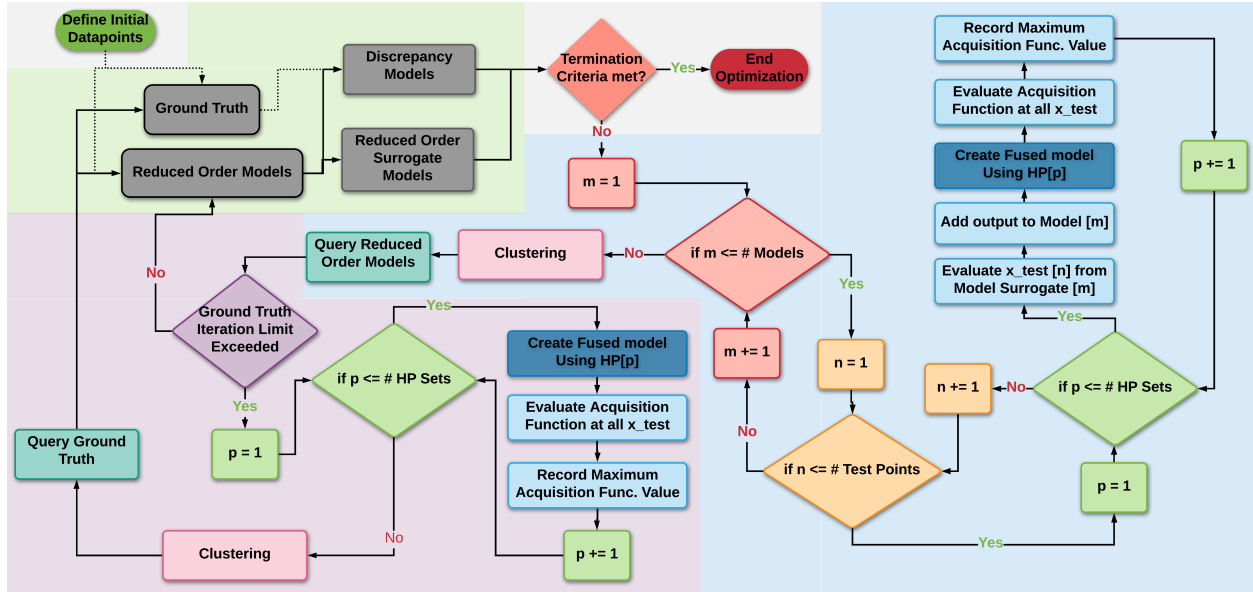 Define Initial
Datapoints
Ground Truth
Reduced Order Models
Discrepancy
Models
Reduced Order
Surrogate
Models
Termination
Criteria met?
Yes
End
Optimization
No
m = 1
if m <= # Models
No
Clustering
Query Reduced
Order Models
Ground Truth
Iteration Limit
Exceeded
No
Yes
p = 1
if p <= # HP Sets
Yes
Create Fused model
Using HP[p]
Evaluate Acquisition
Function at all x_test
Record Maximum
Acquisition Func. Value
p += 1
No
Clustering
Query Ground
Truth
Yes
n = 1
if n <= # Test Points
No
m += 1
Yes
p = 1
if p <= # HP Sets
No
n += 1
Yes
Evaluate x_test [n] from
Model Surrogate [m]
Add output to Model [m]
Create Fused model
Using HP[p]
Evaluate Acquisition
Function at all x_test
Record Maximum
Acquisition Func. Value
p += 1